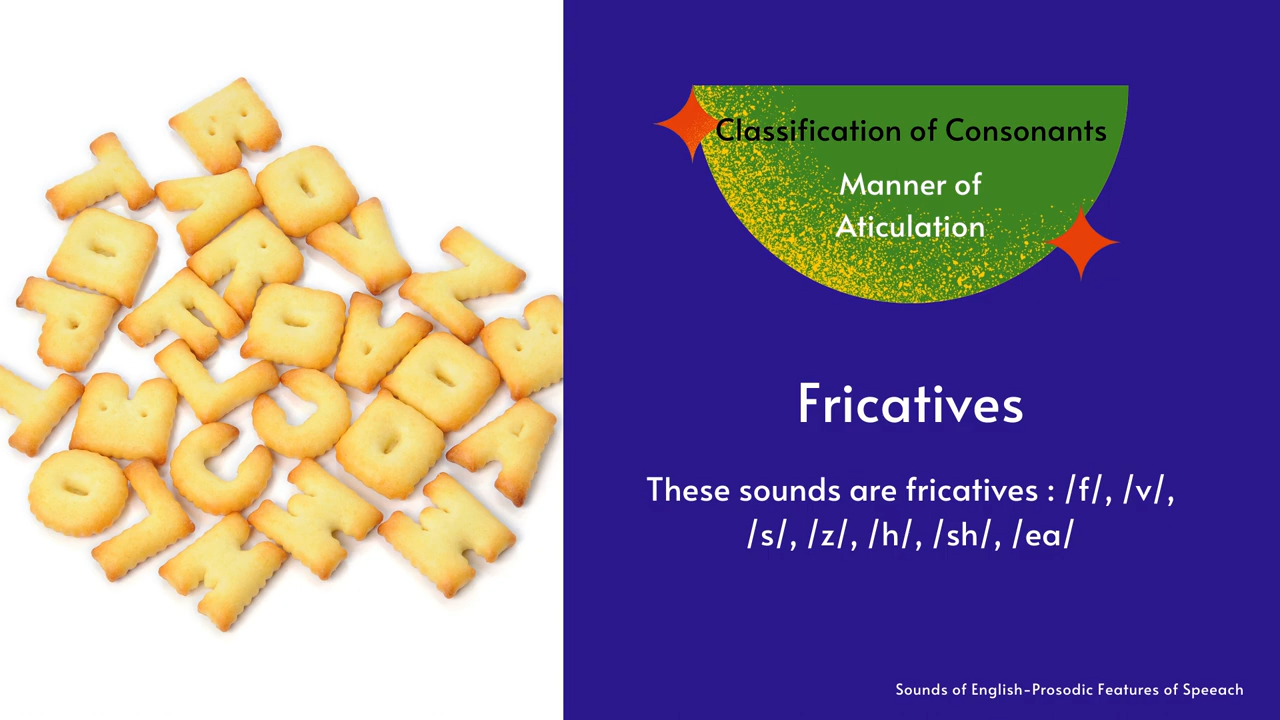 Classification of Consonants
Manner of
Aticulation
Fricatives
These sounds are fricatives : /f/, /v/,
/s/, /z/, /h/, /sh/, /ea/
Sounds of English-Prosodic Features of Speeach